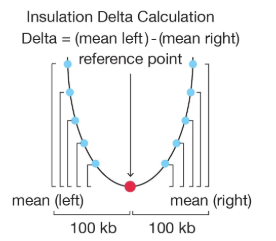 Insulation Delta Calculation
Delta = (mean left)-(mean right)
reference point
mean (left)
mean (right)
100 kb
100 kb